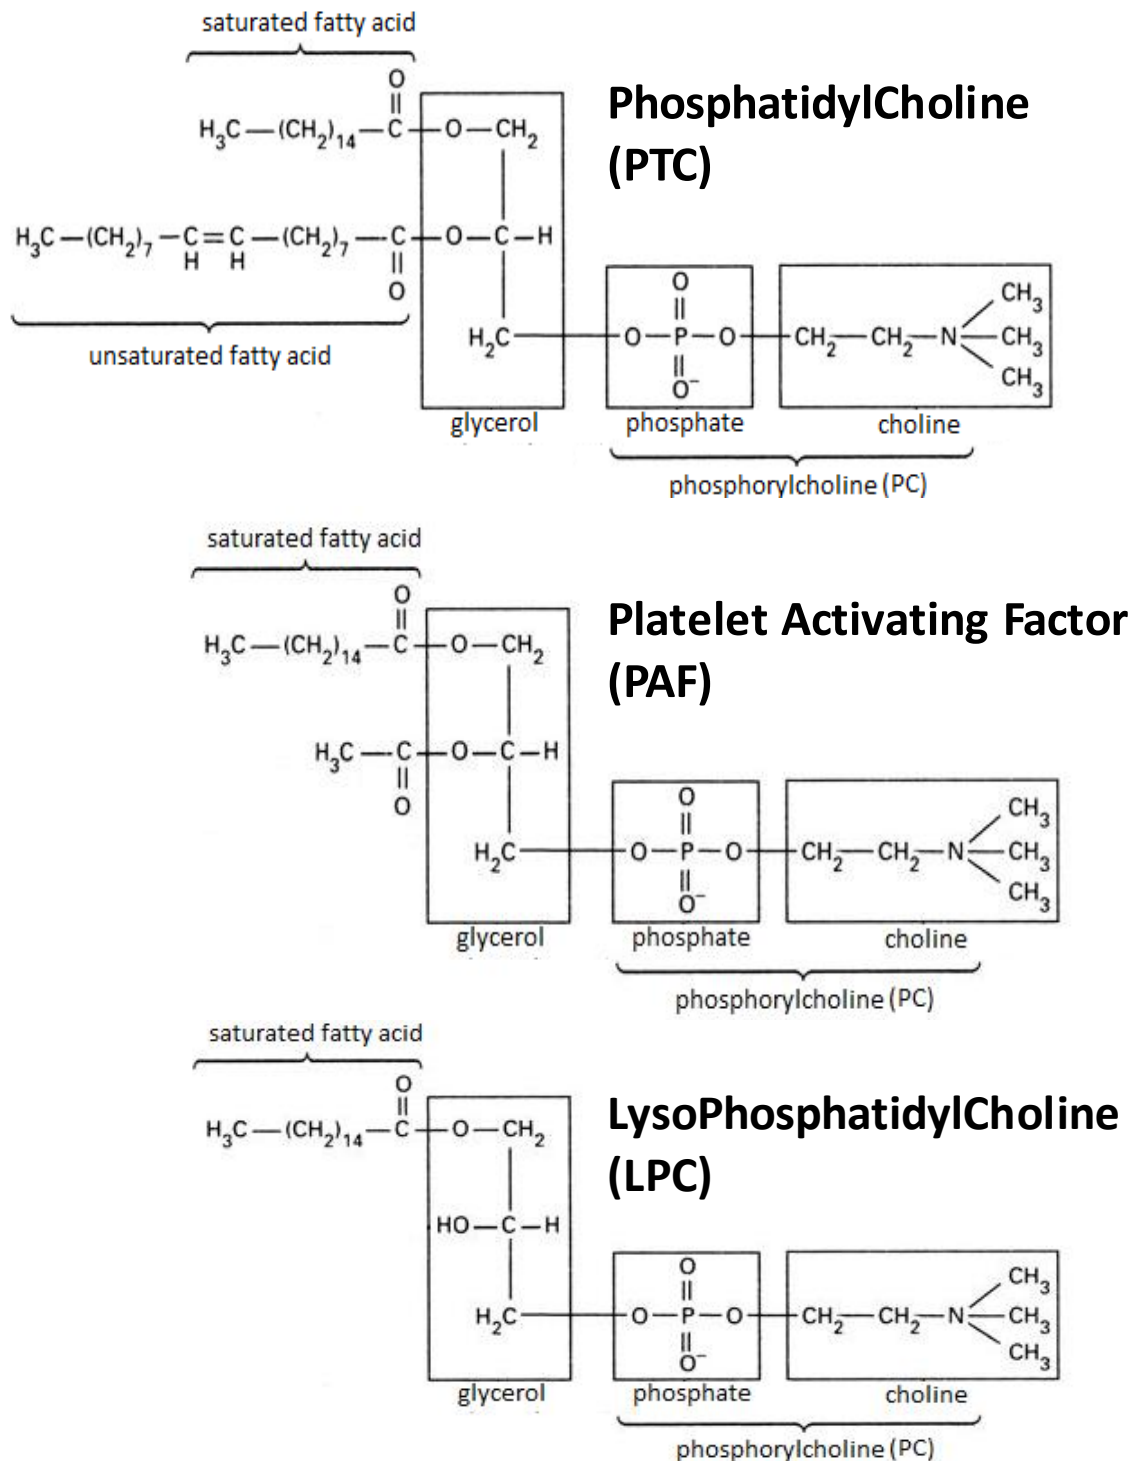 saturated fatty acid
O
H3C—(CH2)14—C—O—CH2
PhosphatidylCholine
(PTC)
H3C—(CH2)7—C=C—(CH2)7—C—O—C—H
H H
O
unsaturated fatty acid
O CH3
H2C—O—P—O—CH2—CH2—N—CH3
O− CH3
glycerol phosphate choline
phosphorylcholine (PC)
saturated fatty acid
O
H3C—(CH2)14—C—O—CH2
Platelet Activating Factor
(PAF)
H3C—C—O—C—H
O
O CH3
H2C—O—P—O—CH2—CH2—N—CH3
O− CH3
glycerol phosphate choline
phosphorylcholine (PC)
saturated fatty acid
O
H3C—(CH2)14—C—O—CH2
LysoPhosphatidylCholine
(LPC)
HO—C—H
O CH3
H2C—O—P—O—CH2—CH2—N—CH3
O− CH3
glycerol phosphate choline
phosphorylcholine (PC)